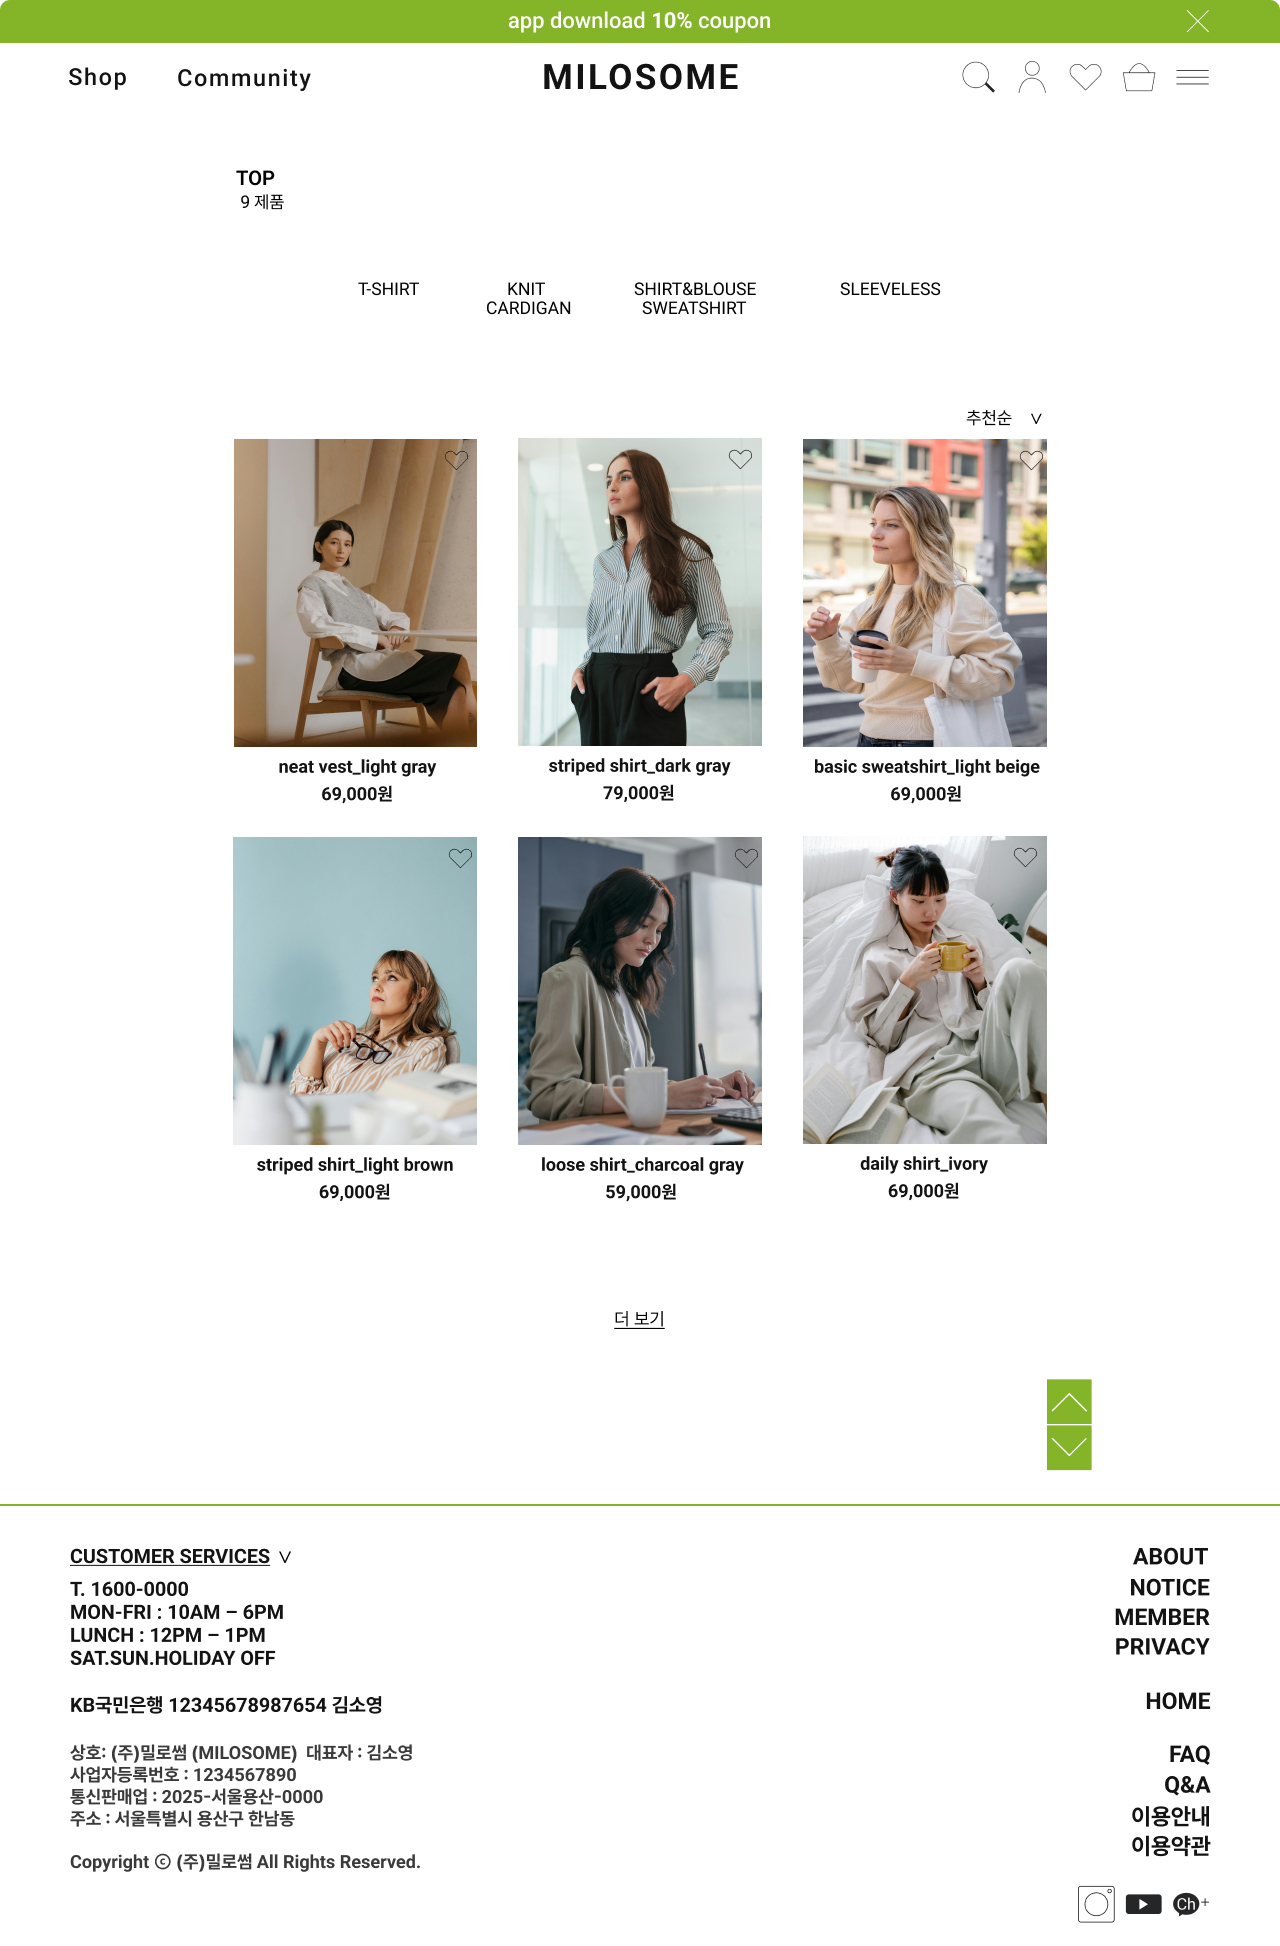 app download 10% coupon
Shop Community MILOSOME
TOP
9 제품
T-SHIRT
KNIT
CARDIGAN
SHIRT&BLOUSE
SWEATSHIRT
SLEEVELESS
추천순 V
neat vest_light gray
69,000원
striped shirt_dark gray
79,000원
basic sweatshirt_light beige
69,000원
striped shirt_light brown
69,000원
loose shirt_charcoal gray
59,000원
daily shirt_ivory
69,000원
더 보기
CUSTOMER SERVICES V
T. 1600-0000
MON-FRI : 10AM – 6PM
LUNCH : 12PM – 1PM
SAT.SUN.HOLIDAY OFF
KB국민은행 12345678987654 김소영
상호: (주)밀로썸 (MILOSOME) 대표자 : 김소영
사업자등록번호 : 1234567890
통신판매업 : 2025-서울용산-0000
주소 : 서울특별시 용산구 한남동
Copyright ⓒ (주)밀로썸 All Rights Reserved.
ABOUT
NOTICE
MEMBER
PRIVACY
HOME
FAQ
Q&A
이용안내
이용약관
Ch+